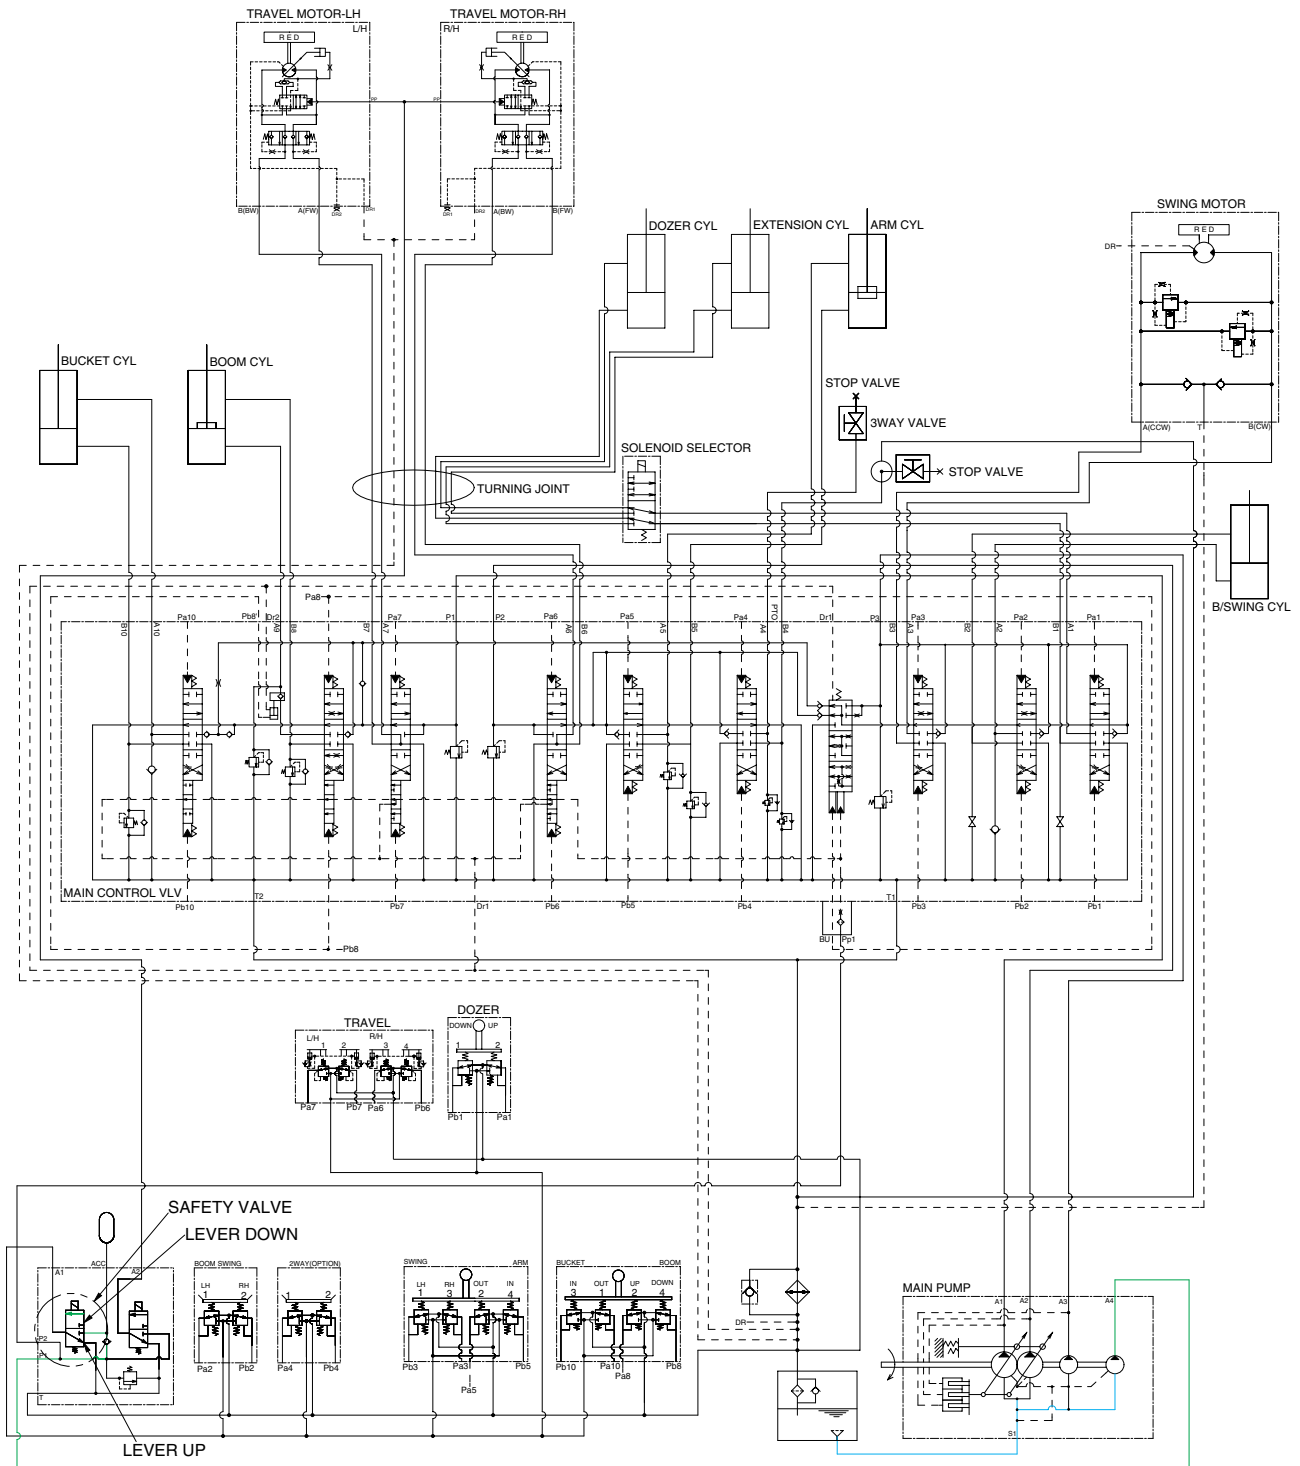 TRAVEL MOTOR-LH
TRAVEL MOTOR-RH
L/H
R/H
RED
RED
PP
PP
B(BW)
A(FW)
DR2
DR1
DR1
DR2
A(BW)
B(FW)
SWING MOTOR
RED
DR
A(CCW)
T
B(CW)
DOZER CYL
EXTENSION CYL
ARM CYL
BUCKET CYL
BOOM CYL
STOP VALVE
3WAY VALVE
SOLENOID SELECTOR
STOP VALVE
TURNING JOINT
B/SWING CYL
Pa8
B10
A10
Pa10
Pb8'
Dr2
A9
B8
B7
A7
Pa7
P1
P2
Pa6
A6
B6
Pa5
A5
B5
Pa4
PTO
A4
B4
Dr1
P3
B3
A3
Pa3
B2
A2
Pa2
B1
A1
Pa1
MAIN CONTROL VLV
Pb10
T2
Pb7
Dr1
Pb6
Pb5
Pb4
T1
Pb3
Pb2
Pb1
BU
Pp1
Pb8
TRAVEL
L/H
R/H
1
2
3
4
Pa7
Pb7
Pa6
Pb6
DOZER
DOWN
UP
1
2
Pb1
Pa1
SAFETY VALVE
LEVER DOWN
A1
ACC
A2
P2
P1
T
LEVER UP
BOOM SWING
LH
RH
1
2
Pa2
Pb2
2WAY(OPTION)
1
2
Pa4
Pb4
SWING
ARM
LH
RH
OUT
IN
1
3
2
4
Pb3
Pa3
Pb5
Pa5
BUCKET
BOOM
IN
OUT
UP
DOWN
3
1
2
4
Pb10
Pa10
Pb8
Pa8
DR
MAIN PUMP
A1
A2
A3
A4
S1